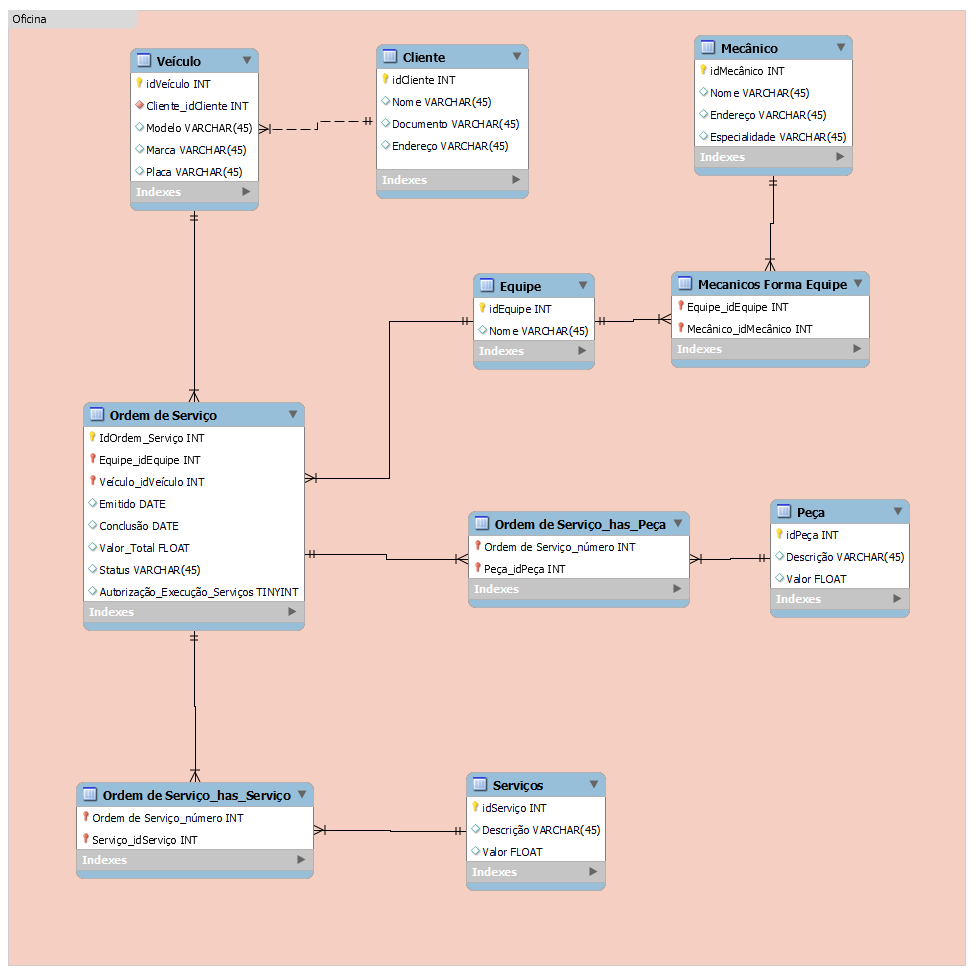 Oficina
Veículo
idVeículo INT
Cliente_idCliente INT
Modelo VARCHAR(45)
Marca VARCHAR(45)
Placa VARCHAR(45)
Indexes
Cliente
idCliente INT
Nome VARCHAR(45)
Documento VARCHAR(45)
Endereço VARCHAR(45)
Indexes
Mecânico
idMecânico INT
Nome VARCHAR(45)
Endereço VARCHAR(45)
Especialidade VARCHAR(45)
Indexes
Equipe
idEquipe INT
Nome VARCHAR(45)
Indexes
Mecanicos Forma Equipe
Equipe_idEquipe INT
Mecânico_idMecânico INT
Indexes
Ordem de Serviço
IdOrdem_Serviço INT
Equipe_idEquipe INT
Veículo_idVeículo INT
Emitido DATE
Conclusão DATE
Valor_Total FLOAT
Status VARCHAR(45)
Autorização_Execução_Serviços TINYINT
Indexes
Ordem de Serviço_has_Peça
Ordem de Serviço_número INT
Peça_idPeça INT
Indexes
Peça
idPeça INT
Descrição VARCHAR(45)
Valor FLOAT
Indexes
Ordem de Serviço_has_Serviço
Ordem de Serviço_número INT
Serviço_idServiço INT
Indexes
Serviços
idServiço INT
Descrição VARCHAR(45)
Valor FLOAT
Indexes